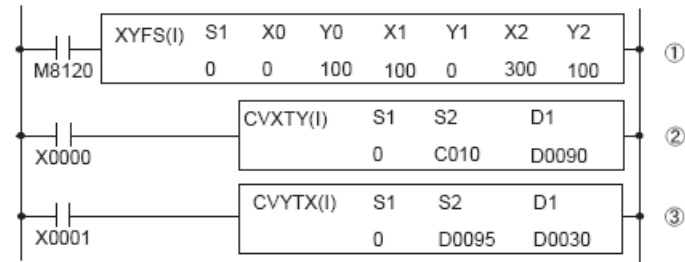 XYFS(I) S1 X0 Y0 X1 Y1 X2 Y2
M8120 0 0 100 100 0 300 100 ①
CVXTY(I) S1 S2 D1
X0000 0 C010 D0090 ②
CVYTX(I) S1 S2 D1
X0001 0 D0095 D0030 ③